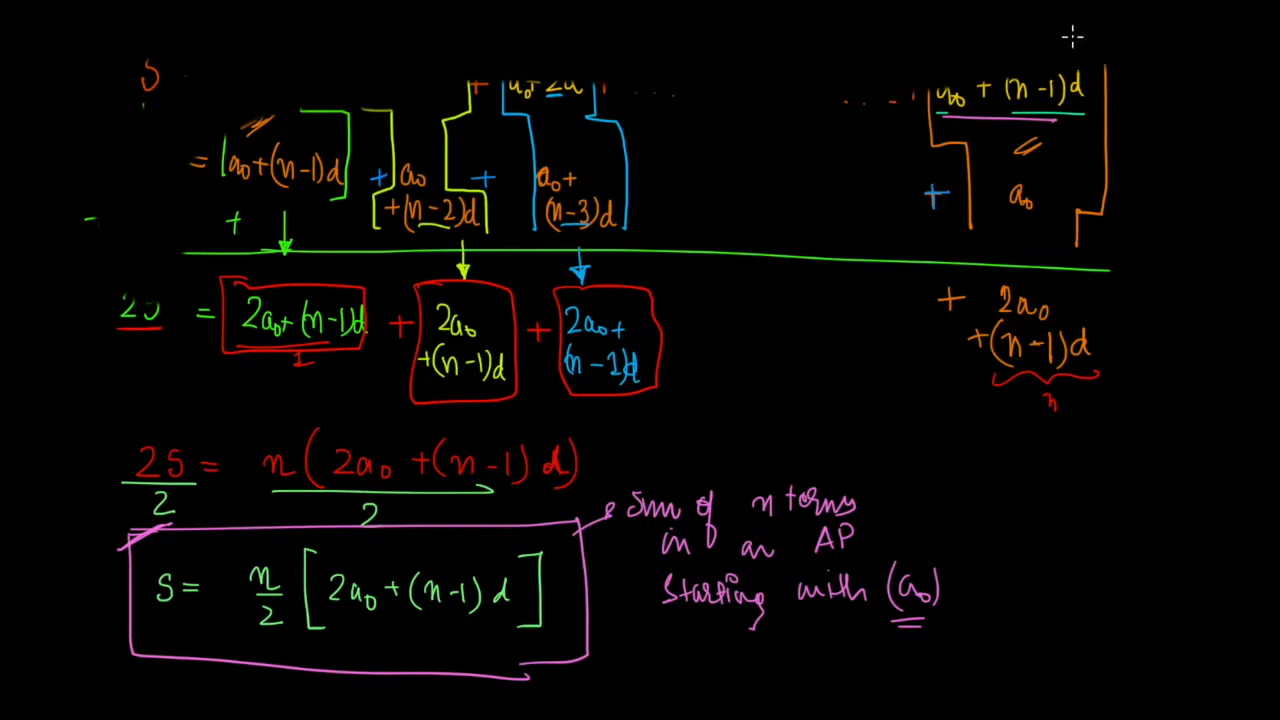 S
+ a₀+2d + .... ....- a₀ + (n-1)d
= a₀+(n-1)d + a₀ +(n-2)d + a₀+ (n-3)d + a₀
+
2S = 2a₀+(n-1)d + 2a₀ +(n-1)d + 2a₀+ (n-1)d + 2a₀ +(n-1)d
1 n
2S/2 = n(2a₀+(n-1)d)/2
S= n/2 [2a₀+(n-1)d]
Sum of n terms
in an AP
starting with (a₀)